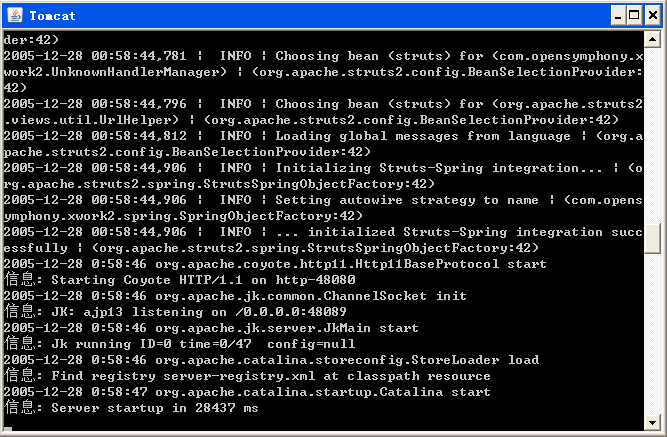 Tomcat
der:42)
2005-12-28 00:58:44,781 | INFO | Choosing bean (struts) for (com.opensymphony.x
work2.UnknownHandlerManager) | (org.apache.struts2.config.BeanSelectionProvider:
42)
2005-12-28 00:58:44,796 | INFO | Choosing bean (struts) for (org.apache.struts2
.views.util.UrlHelper) | (org.apache.struts2.config.BeanSelectionProvider:42)
2005-12-28 00:58:44,812 | INFO | Loading global messages from language | (org.a
pache.struts2.config.BeanSelectionProvider:42)
2005-12-28 00:58:44,906 | INFO | Initializing Struts-Spring integration... | (o
rg.apache.struts2.spring.StrutsSpringObjectFactory:42)
2005-12-28 00:58:44,906 | INFO | Setting autowire strategy to name | (com.opens
ymphony.xwork2.spring.SpringObjectFactory:42)
2005-12-28 00:58:44,906 | INFO | ... initialized Struts-Spring integration succ
essfully | (org.apache.struts2.spring.StrutsSpringObjectFactory:42)
2005-12-28 0:58:46 org.apache.coyote.http11.Http11BaseProtocol start
信息: Starting Coyote HTTP/1.1 on http-48080
2005-12-28 0:58:46 org.apache.jk.common.ChannelSocket init
信息: JK: ajp13 listening on /0.0.0.0:48089
2005-12-28 0:58:46 org.apache.jk.server.JkMain start
信息: Jk running ID=0 time=0/47  config=null
2005-12-28 0:58:46 org.apache.catalina.storeconfig.StoreLoader load
信息: Find registry server-registry.xml at classpath resource
2005-12-28 0:58:47 org.apache.catalina.startup.Catalina start
信息: Server startup in 28437 ms